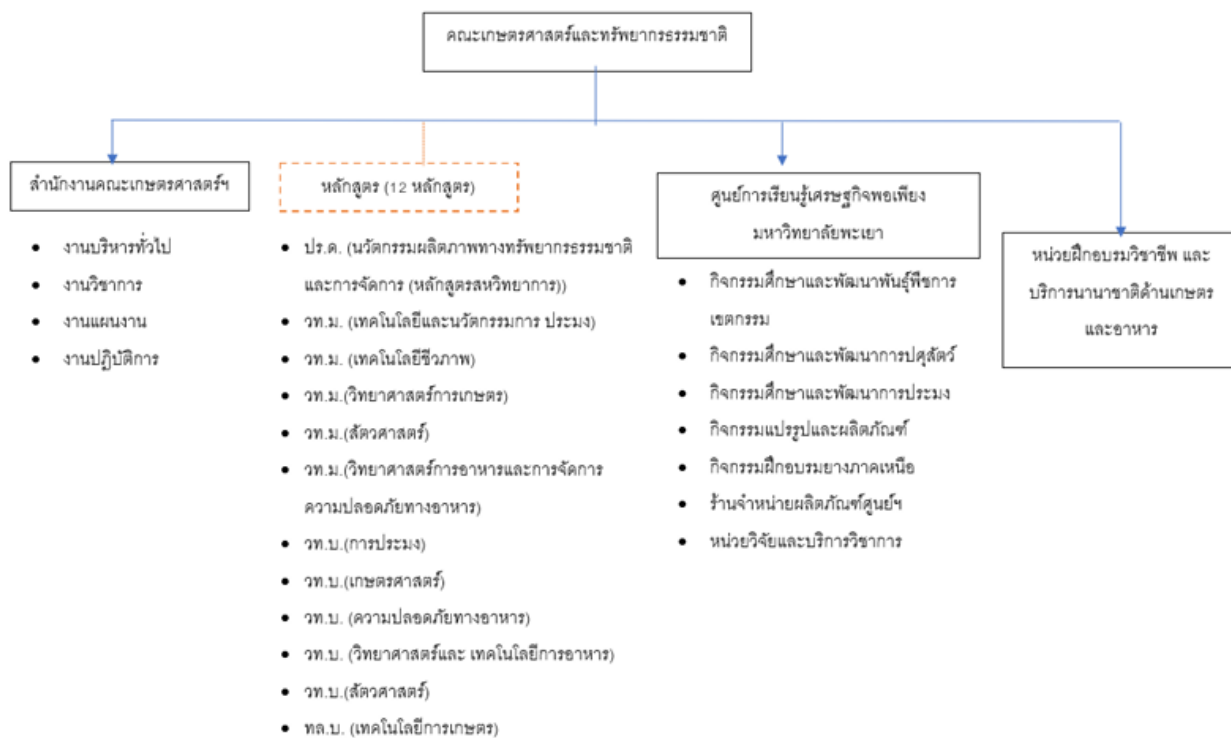 คณะเกษตรศาสตร์และทรัพยากรธรรมชาติ
สำนักงานคณะเกษตรศาสตร์ฯ
• งานบริหารทั่วไป
• งานวิชาการ
• งานแผนงาน
• งานปฏิบัติการ
หลักสูตร (12 หลักสูตร)
• ปร.ด. (นวัตกรรมผลิตภาพทางทรัพยากรธรรมชาติ
และการจัดการ (หลักสูตรสหวิทยาการ))
• วท.ม. (เทคโนโลยีและนวัตกรรมการ ประมง)
• วท.ม. (เทคโนโลยีชีวภาพ)
• วท.ม.(วิทยาศาสตร์การเกษตร)
• วท.ม.(สัตวศาสตร์)
• วท.ม.(วิทยาศาสตร์การอาหารและการจัดการ
ความปลอดภัยทางอาหาร)
• วท.บ.(การประมง)
• วท.บ.(เกษตรศาสตร์)
• วท.บ. (ความปลอดภัยทางอาหาร)
• วท.บ. (วิทยาศาสตร์และ เทคโนโลยีการอาหาร)
• วท.บ.(สัตวศาสตร์)
• ทล.บ. (เทคโนโลยีการเกษตร)
ศูนย์การเรียนรู้เศรษฐกิจพอเพียง
มหาวิทยาลัยพะเยา
• กิจกรรมศึกษาและพัฒนาพันธุ์พืชการ
เขตกรรม
• กิจกรรมศึกษาและพัฒนาการปศุสัตว์
• กิจกรรมศึกษาและพัฒนาการประมง
• กิจกรรมแปรรูปและผลิตภัณฑ์
• กิจกรรมฝึกอบรมยางภาคเหนือ
• ร้านจำหน่ายผลิตภัณฑ์ศูนย์ฯ
• หน่วยวิจัยและบริการวิชาการ
หน่วยฝึกอบรมวิชาชีพ และ
บริการนานาชาติด้านเกษตร
และอาหาร